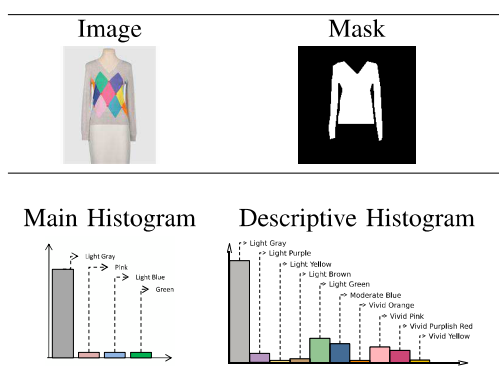 Image Mask
Main Histogram Descriptive Histogram
Light Gray
Pink
Light Blue
Green
Light Gray
Light Purple
Light Yellow
Light Brown
Light Green
Moderate Blue
Vivid Orange
Vivid Pink
Vivid Purplish Red
Vivid Yellow